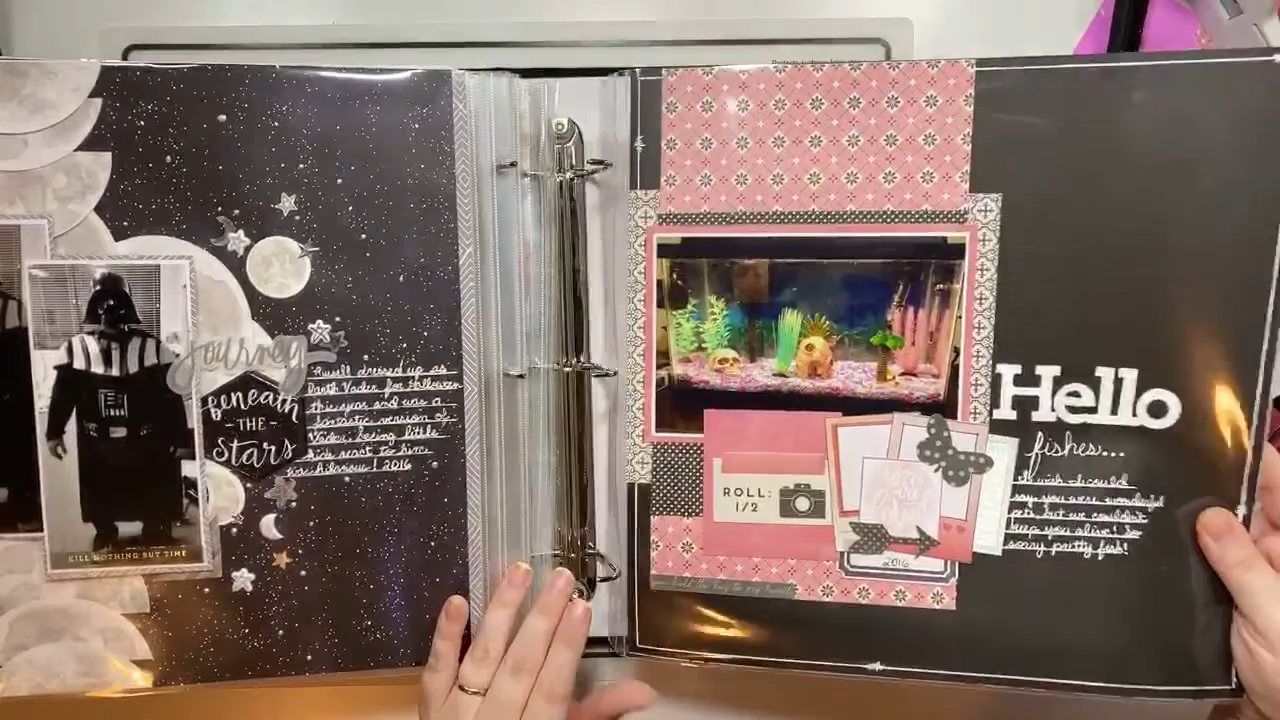 journey
beneath
- THE -
Stars
Russell dressed up as
Darth Vader for Halloween
this year and was a
fantastic version of
Vader. Seeing little
kids react to him
was hilarious! 2016
KILL NOTHING BUT TIME
Hello
fishes...
I wish I could
say you were wonderful
pets, but we couldn't
keep you alive! So
sorry pretty fish!
ROLL:
1/2
2016